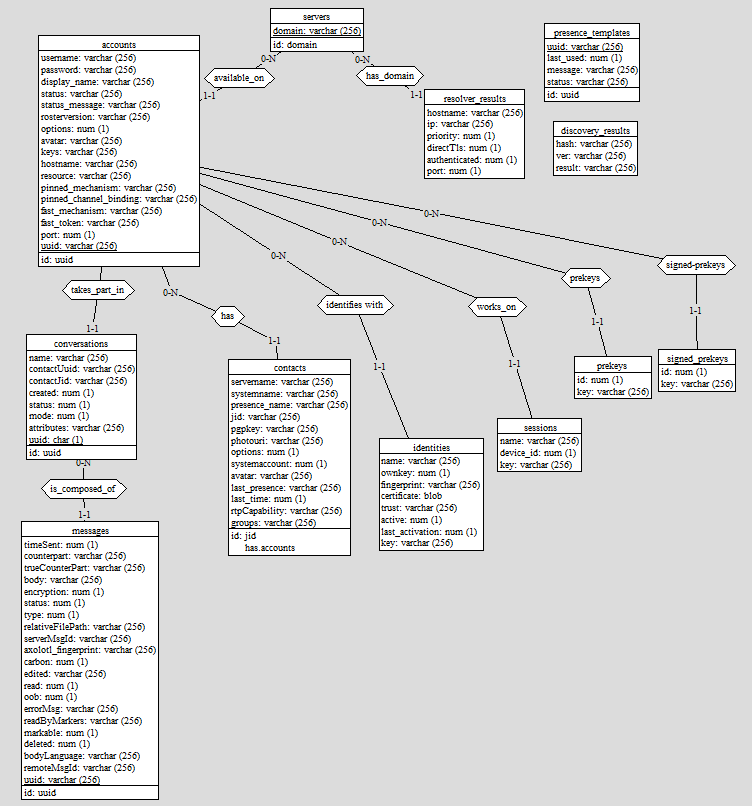 servers
domain: varchar (256)
id: domain
accounts
username: varchar (256)
password: varchar (256)
display_name: varchar (256)
status: varchar (256)
status_message: varchar (256)
rosterversion: varchar (256)
options: num (1)
avatar: varchar (256)
keys: varchar (256)
hostname: varchar (256)
resource: varchar (256)
pinned_mechanism: varchar (256)
pinned_channel_binding: varchar (256)
fast_mechanism: varchar (256)
fast_token: varchar (256)
port: num (1)
uuid: varchar (256)
id: uuid
0-N
available_on
1-1
0-N
has_domain
1-1
resolver_results
hostname: varchar (256)
ip: varchar (256)
priority: num (1)
directTls: num (1)
authenticated: num (1)
port: num (1)
presence_templates
uuid: varchar (256)
last_used: num (1)
message: varchar (256)
status: varchar (256)
id: uuid
discovery_results
hash: varchar (256)
ver: varchar (256)
result: varchar (256)
takes_part_in
1-1
conversations
name: varchar (256)
contactUuid: varchar (256)
contactJid: varchar (256)
created: num (1)
status: num (1)
mode: num (1)
attributes: varchar (256)
uuid: char (1)
id: uuid
0-N
is_composed_of
1-1
messages
timeSent: num (1)
counterpart: varchar (256)
trueCounterPart: varchar (256)
body: varchar (256)
encryption: num (1)
status: num (1)
type: num (1)
relativeFilePath: varchar (256)
serverMsgId: varchar (256)
axolotl_fingerprint: varchar (256)
carbon: num (1)
edited: varchar (256)
read: num (1)
oob: num (1)
errorMsg: varchar (256)
readByMarkers: varchar (256)
markable: num (1)
deleted: num (1)
bodyLanguage: varchar (256)
remoteMsgId: varchar (256)
uuid: varchar (256)
id: uuid
0-N
has
1-1
contacts
servername: varchar (256)
systemname: varchar (256)
presence_name: varchar (256)
jid: varchar (256)
pgpkey: varchar (256)
photouri: varchar (256)
options: num (1)
systemaccount: num (1)
avatar: varchar (256)
last_presence: varchar (256)
last_time: num (1)
rtpCapability: varchar (256)
groups: varchar (256)
id: jid
has.accounts
0-N
identifies with
1-1
identities
name: varchar (256)
ownkey: num (1)
fingerprint: varchar (256)
certificate: blob
trust: varchar (256)
active: num (1)
last_activation: num (1)
key: varchar (256)
0-N
works_on
1-1
sessions
name: varchar (256)
device_id: num (1)
key: varchar (256)
0-N
prekeys
1-1
prekeys
id: num (1)
key: varchar (256)
0-N
signed-prekeys
1-1
signed_prekeys
id: num (1)
key: varchar (256)